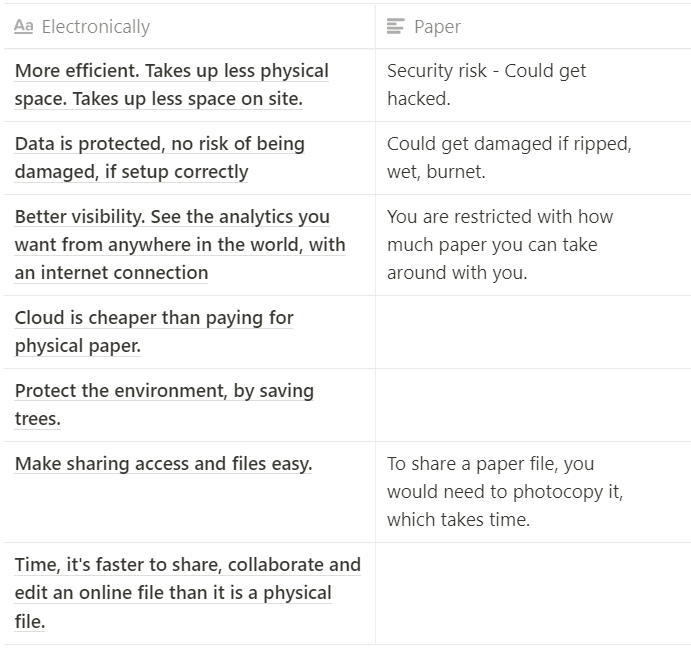 Aa Electronically
Paper
More efficient. Takes up less physical
space. Takes up less space on site.
Security risk - Could get
hacked.
Data is protected, no risk of being
damaged, if setup correctly
Could get damaged if ripped,
wet, burnet.
Better visibility. See the analytics you
want from anywhere in the world, with
an internet connection
You are restricted with how
much paper you can take
around with you.
Cloud is cheaper than paying for
physical paper.
Protect the environment, by saving
trees.
Make sharing access and files easy.
To share a paper file, you
would need to photocopy it,
which takes time.
Time, it's faster to share, collaborate and
edit an online file than it is a physical
file.